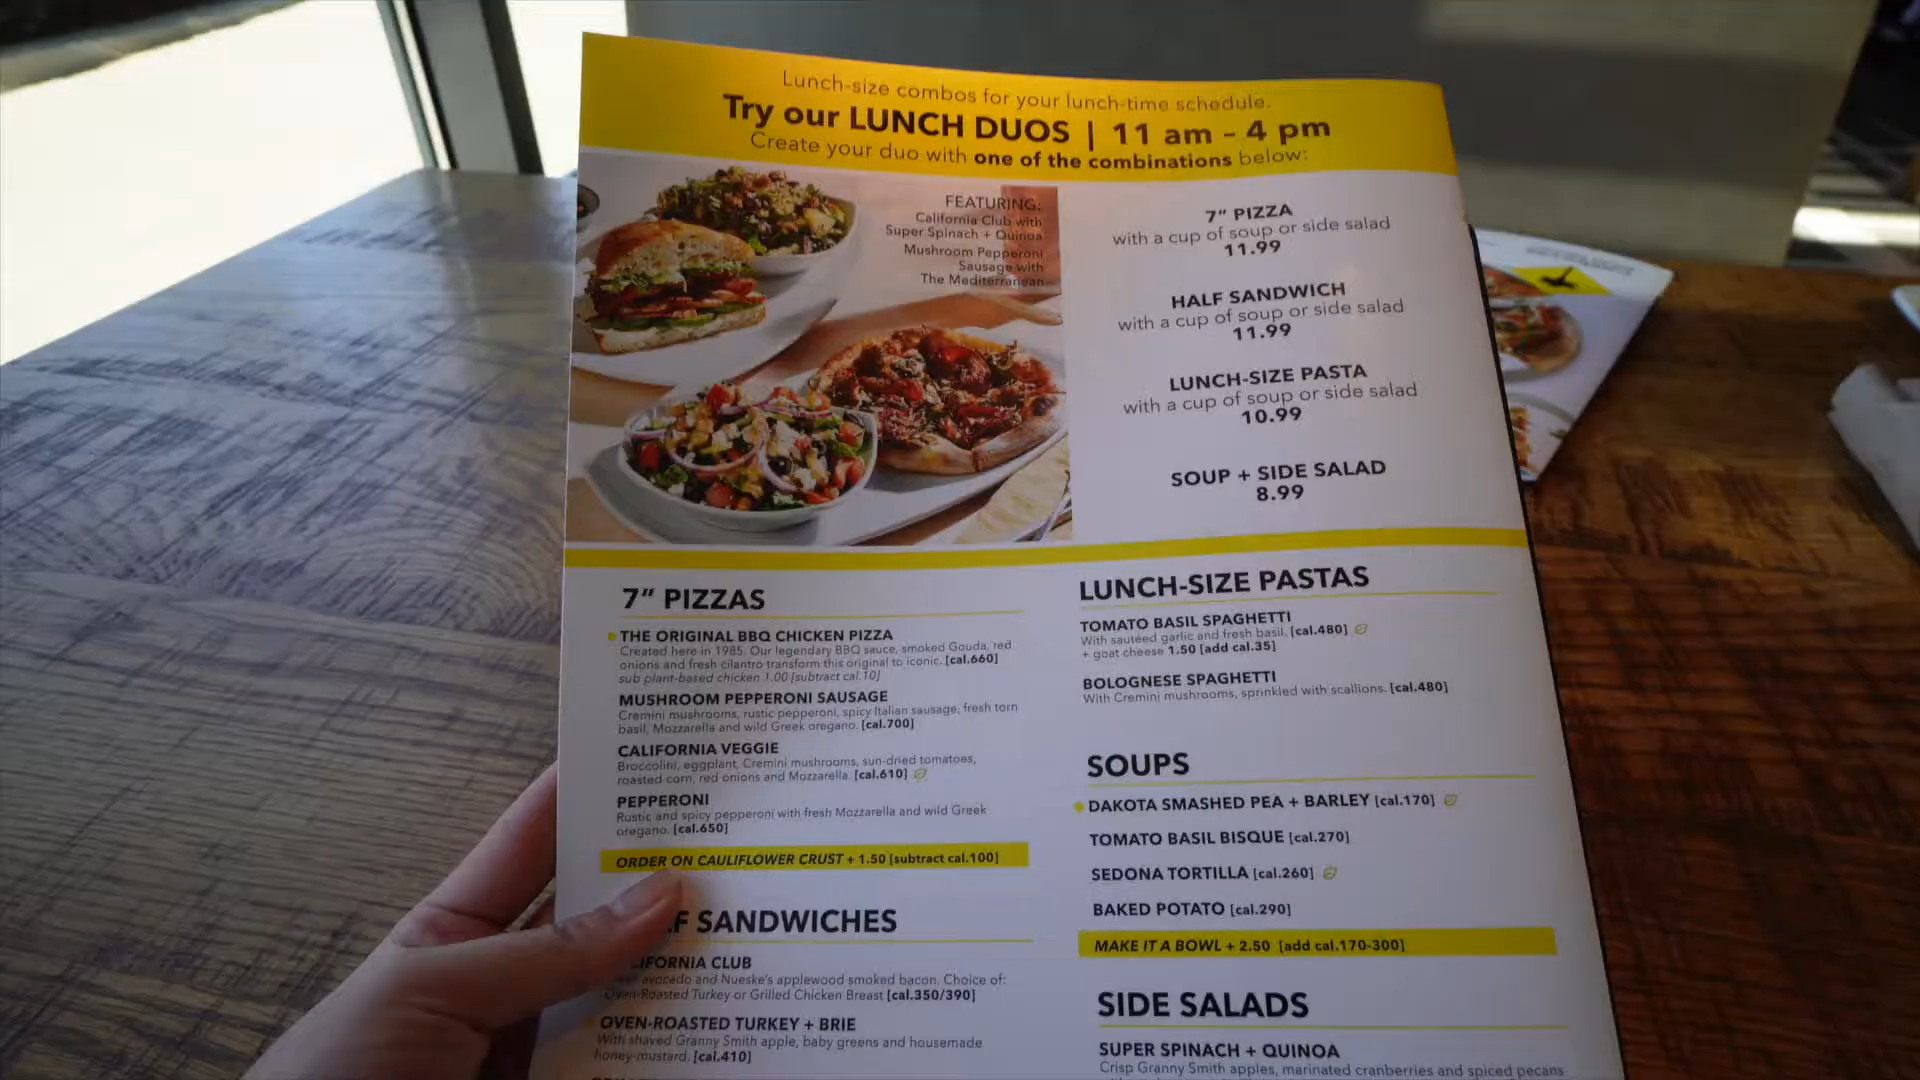 Lunch-size combos for your lunch-time schedule.
Try our LUNCH DUOS | 11 am – 4 pm
Create your duo with one of the combinations below:
FEATURING:
California Club with
Super Spinach + Quinoa
Mushroom Pepperoni
Sausage with
The Mediterranean
7” PIZZA
with a cup of soup or side salad
11.99
HALF SANDWICH
with a cup of soup or side salad
11.99
LUNCH-SIZE PASTA
with a cup of soup or side salad
10.99
SOUP + SIDE SALAD
8.99
7” PIZZAS
THE ORIGINAL BBQ CHICKEN PIZZA
Created here in 1985. Our legendary BBQ sauce, smoked Gouda, red
onions and fresh cilantro transform this original to iconic. [cal.660]
sub plant-based chicken 1.00 [subtract cal.10]
MUSHROOM PEPPERONI SAUSAGE
Cremini mushrooms, rustic pepperoni, spicy Italian sausage, fresh torn
basil, Mozzarella and wild Greek oregano. [cal.700]
CALIFORNIA VEGGIE
Broccolini, eggplant, Cremini mushrooms, sun-dried tomatoes,
roasted corn, red onions and Mozzarella. [cal.610]
PEPPERONI
Rustic and spicy pepperoni with fresh Mozzarella and wild Greek
oregano. [cal.650]
ORDER ON CAULIFLOWER CRUST + 1.50 [subtract cal.100]
F SANDWICHES
IFORNIA CLUB
avocado and Nueske's applewood smoked bacon. Choice of:
Oven-Roasted Turkey or Grilled Chicken Breast [cal.350/390]
OVEN-ROASTED TURKEY + BRIE
With shaved Granny Smith apple, baby greens and housemade
honey-mustard. [cal.410]
LUNCH-SIZE PASTAS
TOMATO BASIL SPAGHETTI
With sautéed garlic and fresh basil. [cal.480]
+ goat cheese 1.50 [add cal.35]
BOLOGNESE SPAGHETTI
With Cremini mushrooms, sprinkled with scallions. [cal.480]
SOUPS
DAKOTA SMASHED PEA + BARLEY [cal.170]
TOMATO BASIL BISQUE [cal.270]
SEDONA TORTILLA [cal.260]
BAKED POTATO [cal.290]
MAKE IT A BOWL + 2.50 [add cal.170-300]
SIDE SALADS
SUPER SPINACH + QUINOA
Crisp Granny Smith apples, marinated cranberries and spiced pecans